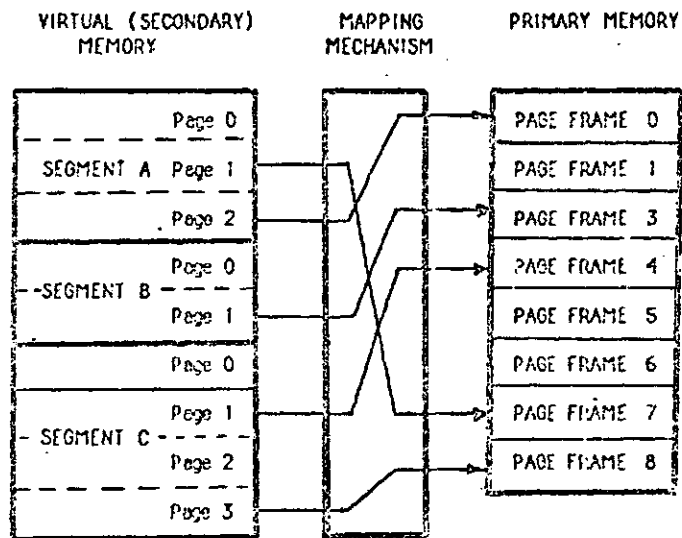 VIRTUAL (SECONDARY) MEMORY
MAPPING MECHANISM
PRIMARY MEMORY
Page 0
SEGMENT A Page 1
Page 2
Page 0
SEGMENT B
Page 1
Page 0
Page 1
SEGMENT C
Page 2
Page 3
PAGE FRAME 0
PAGE FRAME 1
PAGE FRAME 3
PAGE FRAME 4
PAGE FRAME 5
PAGE FRAME 6
PAGE FRAME 7
PAGE FRAME 8